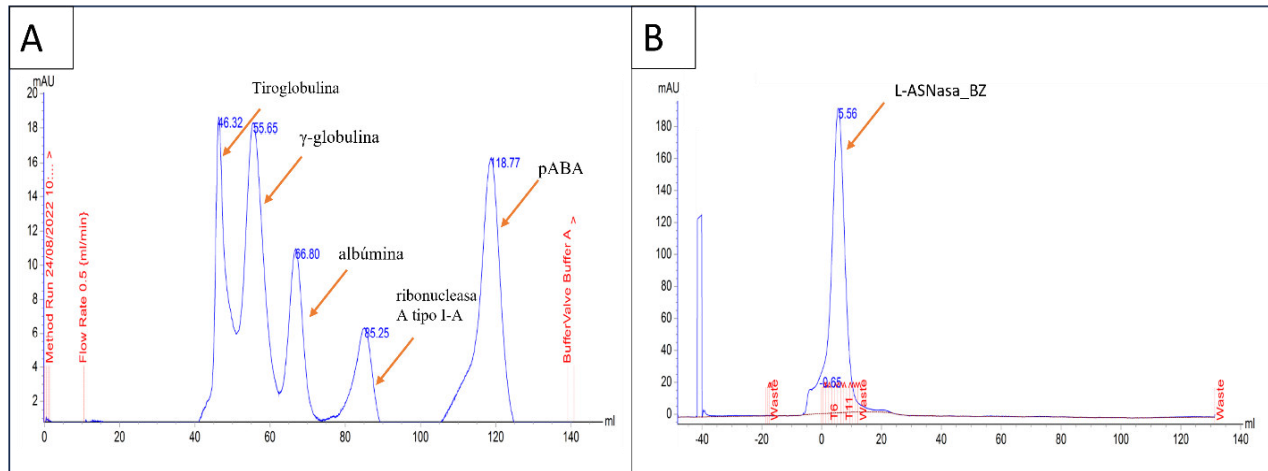 A
mAU
20
18
16
14
12
10
8
6
4
2
0
20
40
60
80
100
120
140
ml
Method Run 24/08/2022 10:... >
Flow Rate 0.5 {ml/min}
46.32
Tiroglobulina
55.65
γ-globulina
66.80
albúmina
85.25
ribonucleasa
A tipo I-A
118.77
pABA
BufferValve Buffer A >
B
mAU
180
160
140
120
100
80
60
40
20
0
-40
-20
0
20
40
60
80
100
120
140
ml
5.56
L-ASNasa_BZ
Waste
T6
T11
Waste
Waste